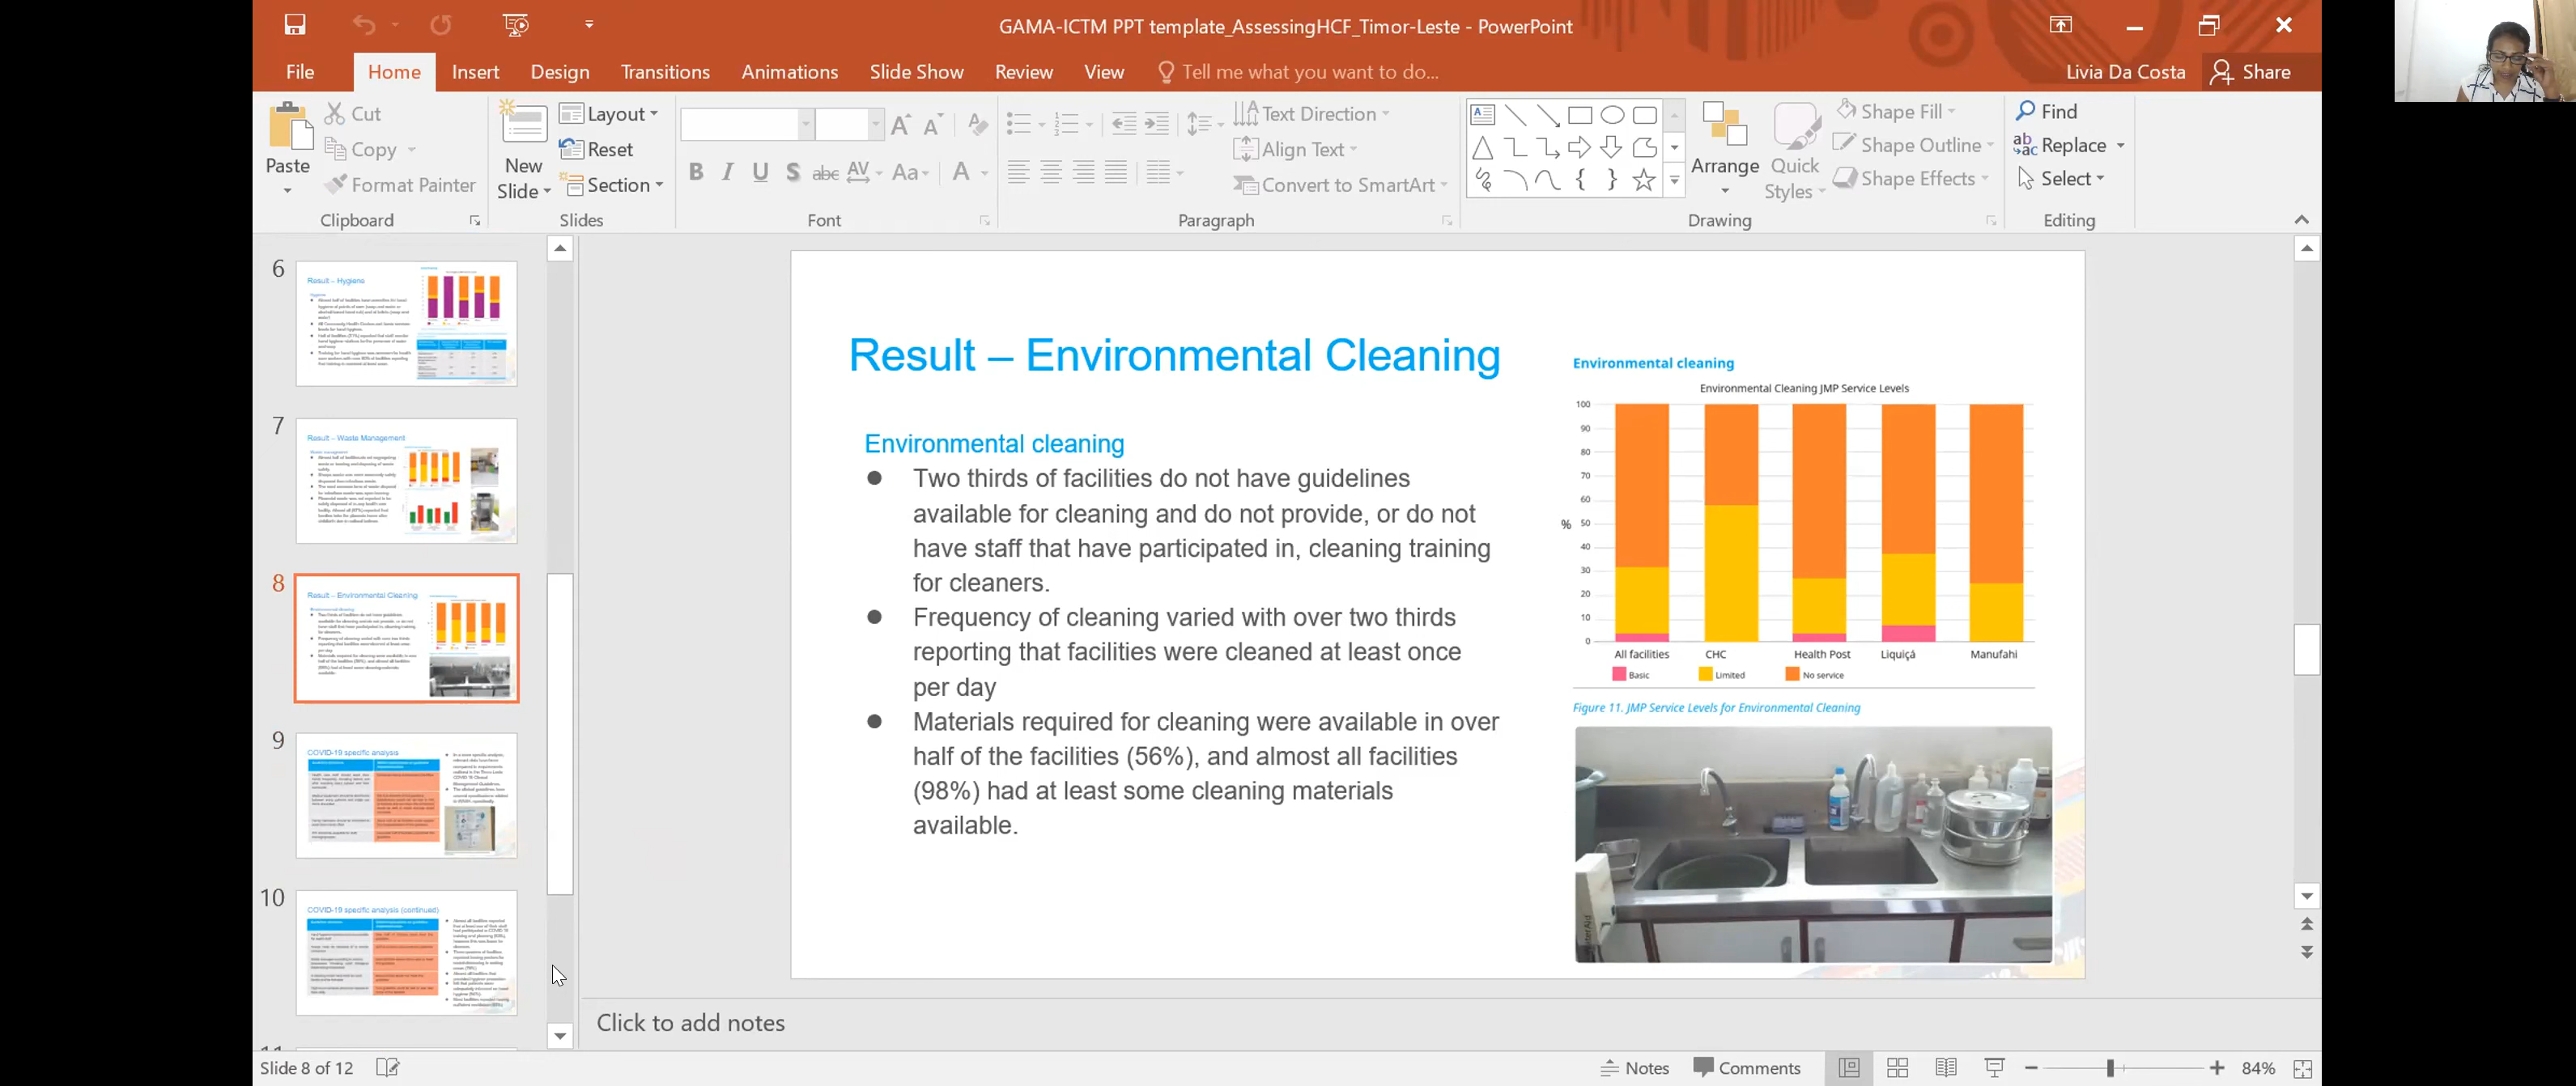 GAMA-ICTM PPT template_AssessingHCF_Timor-Leste - PowerPoint
File Home Insert Design Transitions Animations Slide Show Review View Tell me what you want to do... Livia Da Costa Share
Paste
Cut
Copy
Format Painter
Clipboard
New Slide
Layout
Reset
Section
Slides
Font
Text Direction
Align Text
Convert to SmartArt
Paragraph
Arrange
Quick Styles
Shape Fill
Shape Outline
Shape Effects
Drawing
Find
Replace
Select
Editing
6
Result – Hygiene
7
Result – Waste Management
8
Result – Environmental Cleaning
9
COVID-19 specific analysis
10
COVID-19 specific analysis (continued)
Result – Environmental Cleaning
Environmental cleaning
● Two thirds of facilities do not have guidelines
available for cleaning and do not provide, or do not
have staff that have participated in, cleaning training
for cleaners.
● Frequency of cleaning varied with over two thirds
reporting that facilities were cleaned at least once
per day
● Materials required for cleaning were available in over
half of the facilities (56%), and almost all facilities
(98%) had at least some cleaning materials
available.
Environmental cleaning
Environmental Cleaning JMP Service Levels
100
90
80
70
60
% 50
40
30
20
10
0
All facilities CHC Health Post Liquiçá Manufahi
Basic Limited No service
Figure 11. JMP Service Levels for Environmental Cleaning
Click to add notes
Slide 8 of 12 Notes Comments 84%